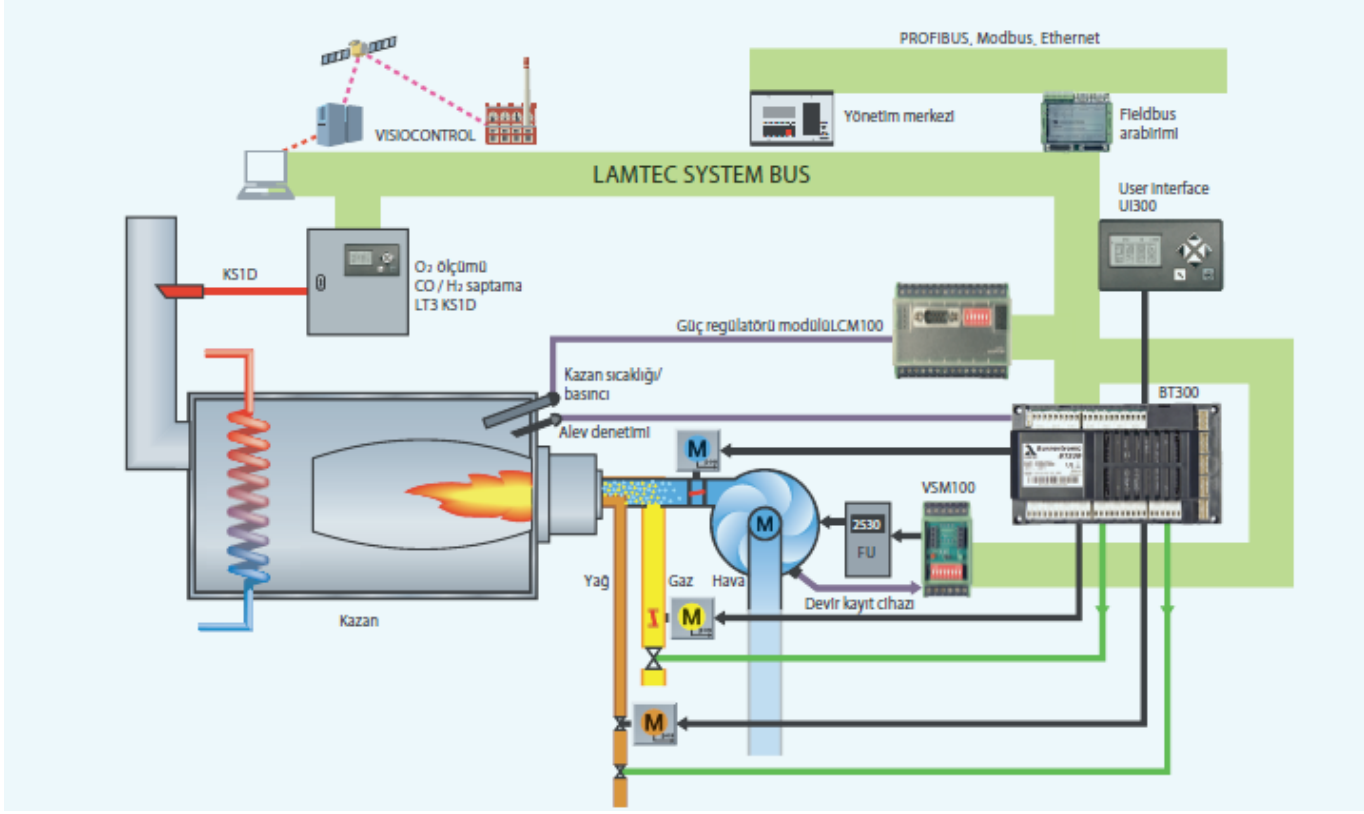 PROFIBUS, Modbus, Ethernet
VISIOCONTROL
Yönetim merkezi
Fieldbus
arabirimi
LAMTEC SYSTEM BUS
User Interface
UI300
KS1D
O₂ ölçümü
CO / H₂ saptama
LT3 KS1D
Güç regülatörü modülüLCM100
Kazan sıcaklığı/
basıncı
BT300
Alev denetimi
M
VSM100
M
2530
FU
Yağ
Gaz
Hava
Devir kayıt cihazı
M
Kazan
M